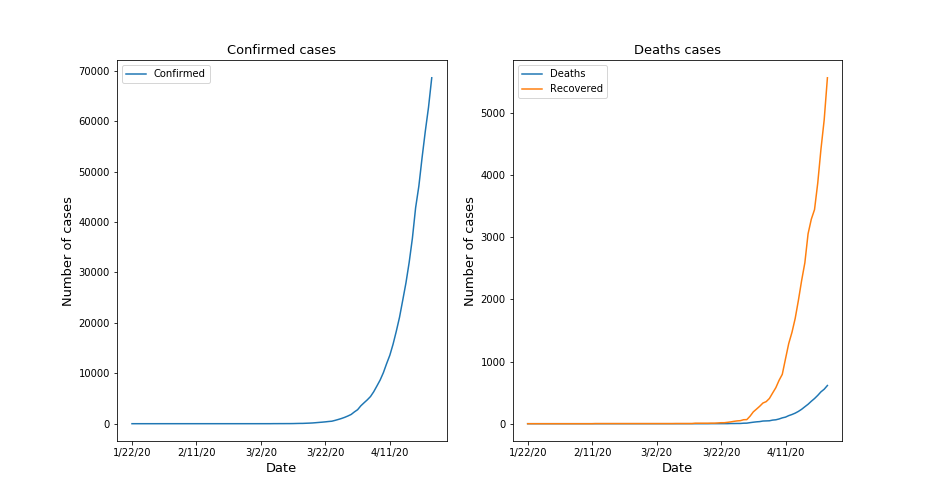 Confirmed cases
Confirmed
70000
60000
50000
40000
30000
20000
10000
0
Number of cases
1/22/20 2/11/20 3/2/20 3/22/20 4/11/20
Date
Deaths cases
Deaths
Recovered
5000
4000
3000
2000
1000
0
Number of cases
1/22/20 2/11/20 3/2/20 3/22/20 4/11/20
Date